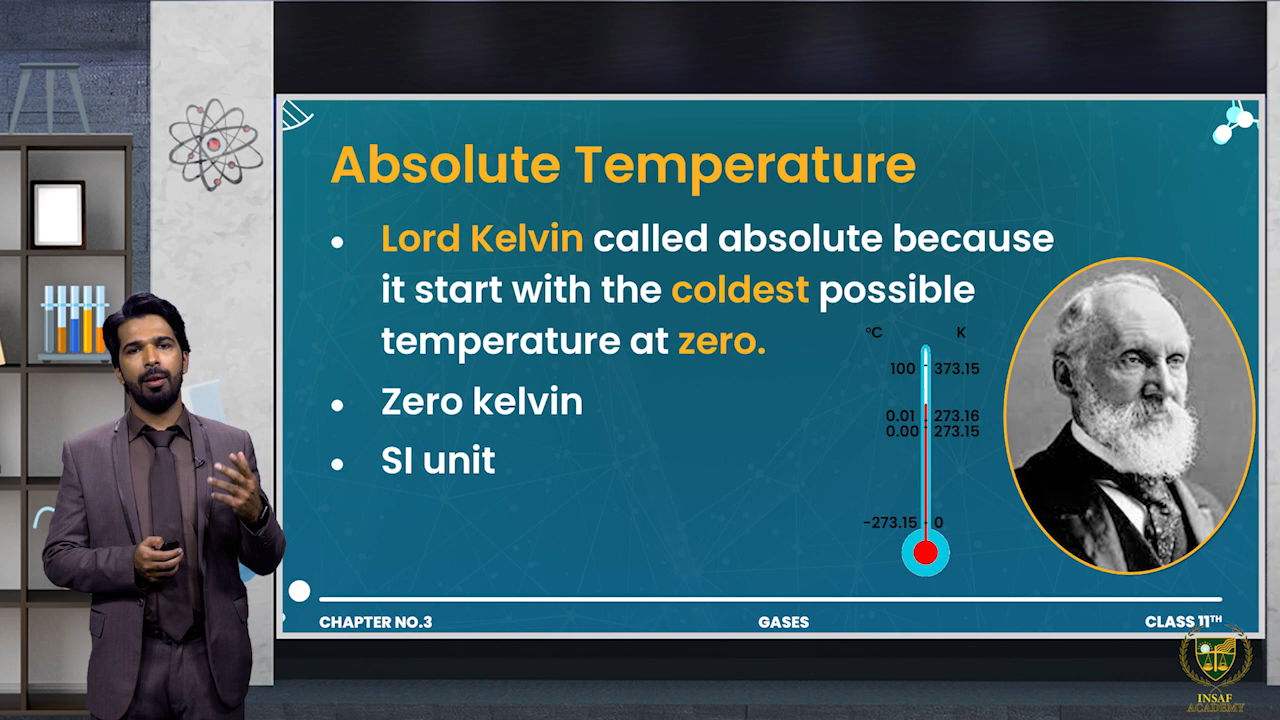 Absolute Temperature
• Lord Kelvin called absolute because
it start with the coldest possible
temperature at zero.
• Zero kelvin
• SI unit
°C K
100 373.15
0.01 273.16
0.00 273.15
-273.15 0
CHAPTER NO.3 GASES CLASS 11TH
INSAF
ACADEMY